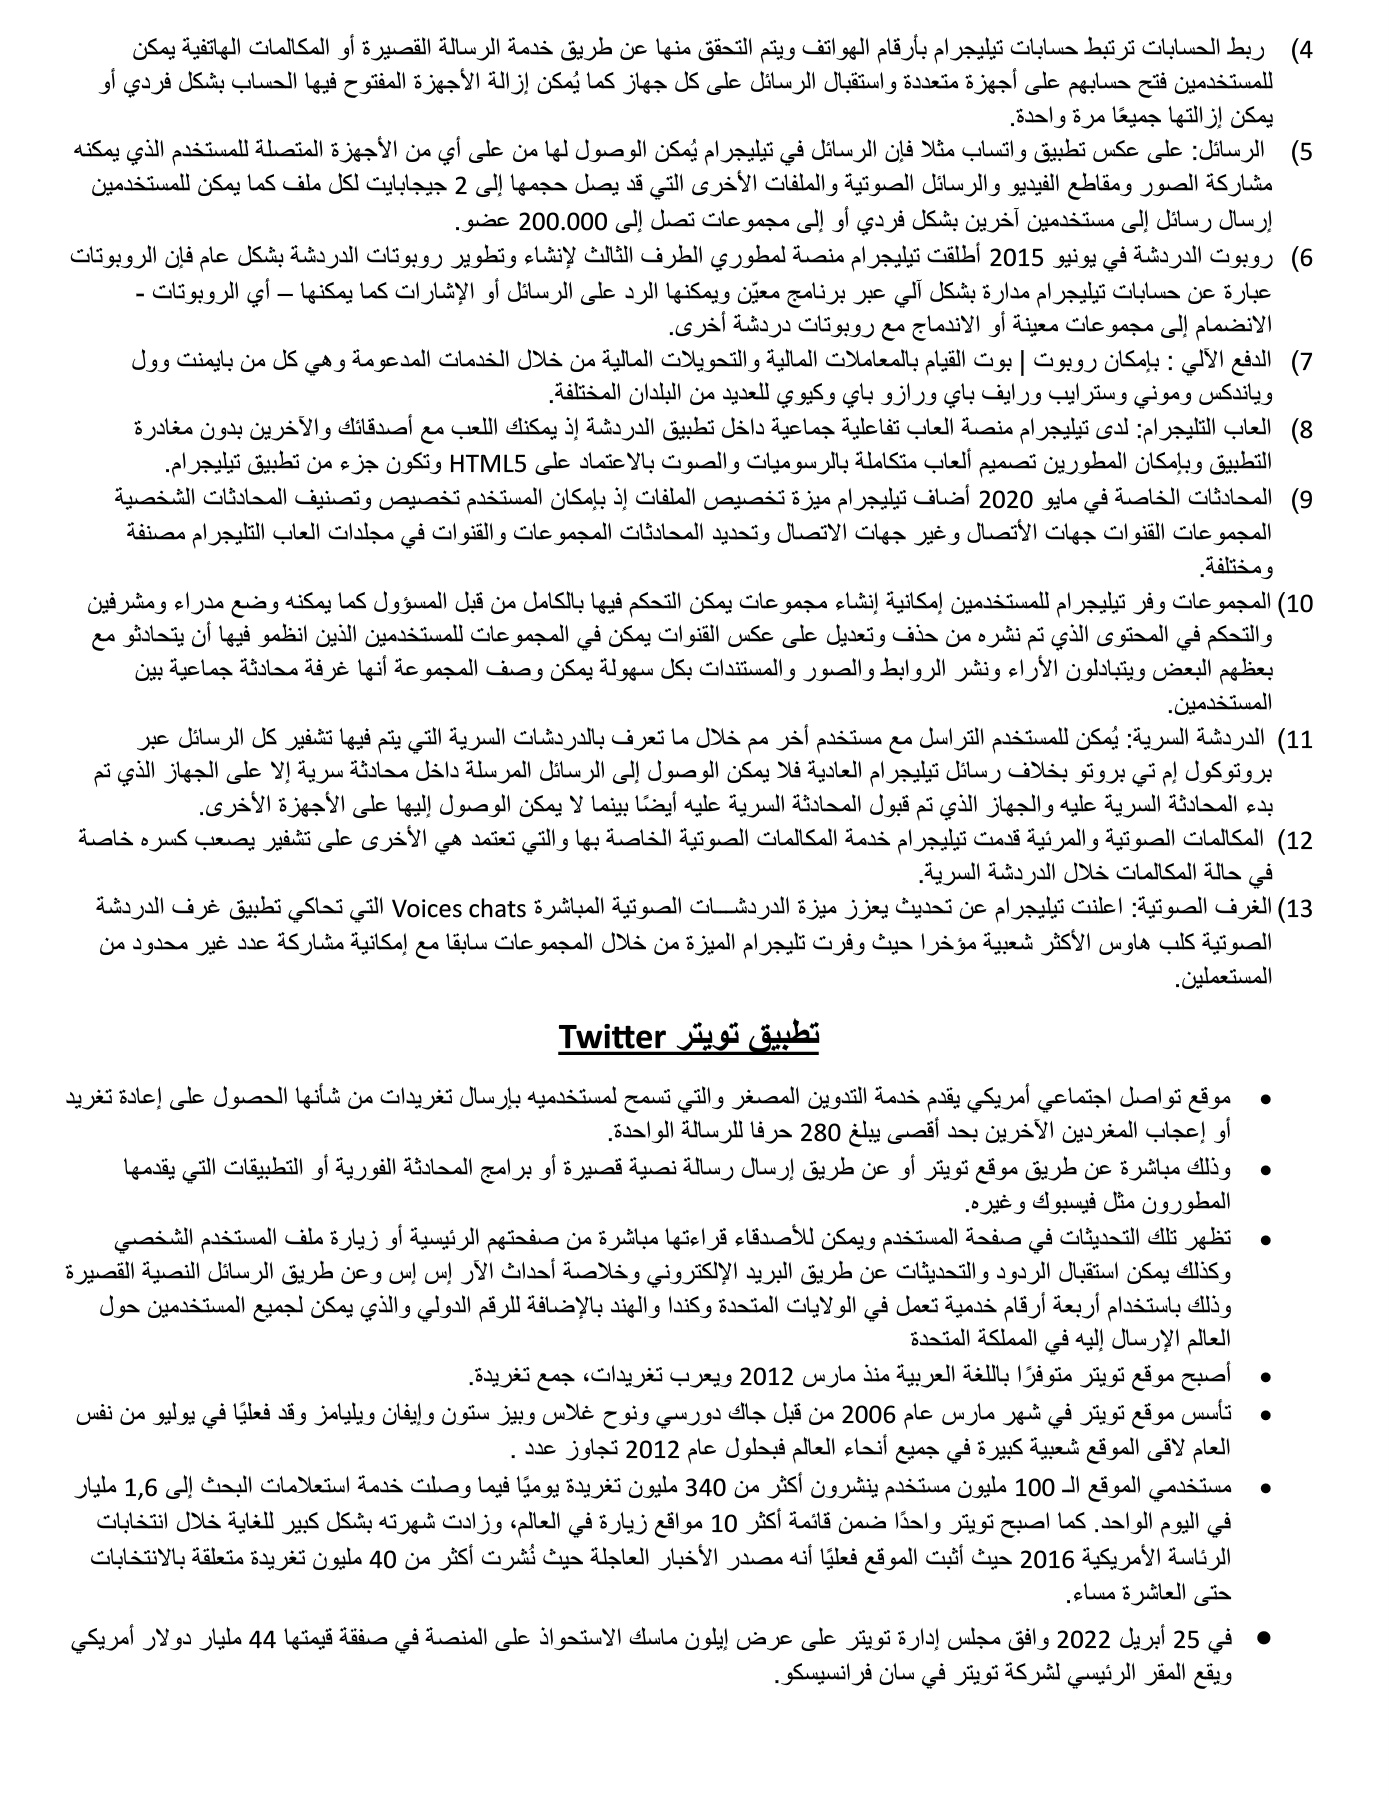 4) ربط الحسابات ترتبط حسابات تيليجرام بأرقام الهواتف ويتم التحقق منها عن طريق خدمة الرسالة القصيرة أو المكالمات الهاتفية يمكن
للمستخدمين فتح حسابهم على أجهزة متعددة واستقبال الرسائل على كل جهاز كما يُمكن إزالة الأجهزة المفتوح فيها الحساب بشكل فردي أو
يمكن إزالتها جميعًا مرة واحدة.
5) الرسائل: على عكس تطبيق واتساب مثلا فإن الرسائل في تيليجرام يُمكن الوصول لها من على أي من الأجهزة المتصلة للمستخدم الذي يمكنه
مشاركة الصور ومقاطع الفيديو والرسائل الصوتية والملفات الأخرى التي قد يصل حجمها إلى 2 جيجابايت لكل ملف كما يمكن للمستخدمين
إرسال رسائل إلى مستخدمين آخرين بشكل فردي أو إلى مجموعات تصل إلى 200.000 عضو.
6) روبوت الدردشة في يونيو 2015 أطلقت تيليجرام منصة لمطوري الطرف الثالث لإنشاء وتطوير روبوتات الدردشة بشكل عام فإن الروبوتات
عبارة عن حسابات تيليجرام مدارة بشكل آلي عبر برنامج معيّن ويمكنها الرد على الرسائل أو الإشارات كما يمكنها – أي الروبوتات -
الانضمام إلى مجموعات معينة أو الاندماج مع روبوتات دردشة أخرى.
7) الدفع الآلي : بإمكان روبوت | بوت القيام بالمعاملات المالية والتحويلات المالية من خلال الخدمات المدعومة وهي كل من بايمنت وول
وياندكس وموني وسترايب ورايف باي ورازو باي وكيوي للعديد من البلدان المختلفة.
8) العاب التليجرام: لدى تيليجرام منصة العاب تفاعلية جماعية داخل تطبيق الدردشة إذ يمكنك اللعب مع أصدقائك والآخرين بدون مغادرة
التطبيق وبإمكان المطورين تصميم ألعاب متكاملة بالرسوميات والصوت بالاعتماد على HTML5 وتكون جزء من تطبيق تيليجرام.
9) المحادثات الخاصة في مايو 2020 أضاف تيليجرام ميزة تخصيص الملفات إذ بإمكان المستخدم تخصيص وتصنيف المحادثات الشخصية
المجموعات القنوات جهات الأتصال وغير جهات الاتصال وتحديد المحادثات المجموعات والقنوات في مجلدات العاب التليجرام مصنفة
ومختلفة.
10) المجموعات وفر تيليجرام للمستخدمين إمكانية إنشاء مجموعات يمكن التحكم فيها بالكامل من قبل المسؤول كما يمكنه وضع مدراء ومشرفين
والتحكم في المحتوى الذي تم نشره من حذف وتعديل على عكس القنوات يمكن في المجموعات للمستخدمين الذين انظمو فيها أن يتحادثو مع
بعظهم البعض ويتبادلون الأراء ونشر الروابط والصور والمستندات بكل سهولة يمكن وصف المجموعة أنها غرفة محادثة جماعية بين
المستخدمين.
11) الدردشة السرية: يُمكن للمستخدم التراسل مع مستخدم أخر مم خلال ما تعرف بالدردشات السرية التي يتم فيها تشفير كل الرسائل عبر
بروتوكول إم تي بروتو بخلاف رسائل تيليجرام العادية فلا يمكن الوصول إلى الرسائل المرسلة داخل محادثة سرية إلا على الجهاز الذي تم
بدء المحادثة السرية عليه والجهاز الذي تم قبول المحادثة السرية عليه أيضًا بينما لا يمكن الوصول إليها على الأجهزة الأخرى.
12) المكالمات الصوتية والمرئية قدمت تيليجرام خدمة المكالمات الصوتية الخاصة بها والتي تعتمد هي الأخرى على تشفير يصعب كسره خاصة
في حالة المكالمات خلال الدردشة السرية.
13) الغرف الصوتية: اعلنت تيليجرام عن تحديث يعزز ميزة الدردشـــات الصوتية المباشرة Voices chats التي تحاكي تطبيق غرف الدردشة
الصوتية كلب هاوس الأكثر شعبية مؤخرا حيث وفرت تليجرام الميزة من خلال المجموعات سابقا مع إمكانية مشاركة عدد غير محدود من
المستعملين.
تطبيق تويتر Twitter
• موقع تواصل اجتماعي أمريكي يقدم خدمة التدوين المصغر والتي تسمح لمستخدميه بإرسال تغريدات من شأنها الحصول على إعادة تغريد
أو إعجاب المغردين الآخرين بحد أقصى يبلغ 280 حرفا للرسالة الواحدة.
• وذلك مباشرة عن طريق موقع تويتر أو عن طريق إرسال رسالة نصية قصيرة أو برامج المحادثة الفورية أو التطبيقات التي يقدمها
المطورون مثل فيسبوك وغيره.
• تظهر تلك التحديثات في صفحة المستخدم ويمكن للأصدقاء قراءتها مباشرة من صفحتهم الرئيسية أو زيارة ملف المستخدم الشخصي
وكذلك يمكن استقبال الردود والتحديثات عن طريق البريد الإلكتروني وخلاصة أحداث الآر إس إس وعن طريق الرسائل النصية القصيرة
وذلك باستخدام أربعة أرقام خدمية تعمل في الولايات المتحدة وكندا والهند بالإضافة للرقم الدولي والذي يمكن لجميع المستخدمين حول
العالم الإرسال إليه في المملكة المتحدة
• أصبح موقع تويتر متوفرًا باللغة العربية منذ مارس 2012 ويعرب تغريدات، جمع تغريدة.
• تأسس موقع تويتر في شهر مارس عام 2006 من قبل جاك دورسي ونوح غلاس وبيز ستون وإيفان ويليامز وقد فعليًا في يوليو من نفس
العام لاقى الموقع شعبية كبيرة في جميع أنحاء العالم فبحلول عام 2012 تجاوز عدد .
• مستخدمي الموقع الـ 100 مليون مستخدم ينشرون أكثر من 340 مليون تغريدة يوميًا فيما وصلت خدمة استعلامات البحث إلى 1,6 مليار
في اليوم الواحد. كما اصبح تويتر واحدًا ضمن قائمة أكثر 10 مواقع زيارة في العالم، وزادت شهرته بشكل كبير للغاية خلال انتخابات
الرئاسة الأمريكية 2016 حيث أثبت الموقع فعليًا أنه مصدر الأخبار العاجلة حيث نُشرت أكثر من 40 مليون تغريدة متعلقة بالانتخابات
حتى العاشرة مساء.
• في 25 أبريل 2022 وافق مجلس إدارة تويتر على عرض إيلون ماسك الاستحواذ على المنصة في صفقة قيمتها 44 مليار دولار أمريكي
ويقع المقر الرئيسي لشركة تويتر في سان فرانسيسكو.